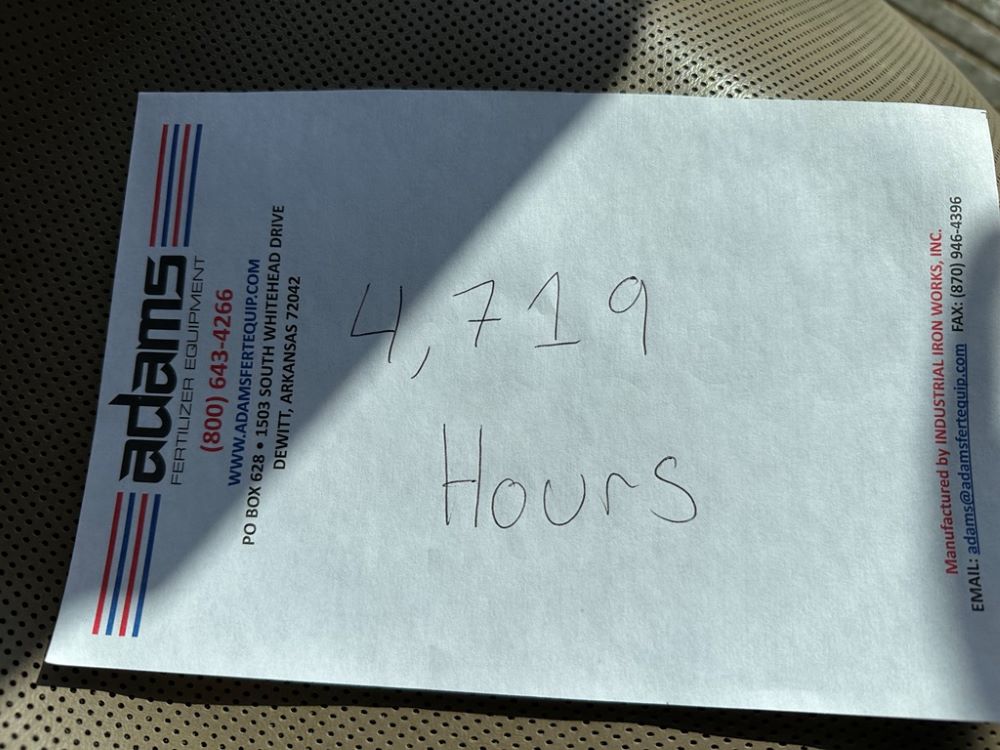 adams
FERTILIZER EQUIPMENT
(800) 643-4266
WWW.ADAMSFERTEQUIP.COM
PO BOX 628 • 1503 SOUTH WHITEHEAD DRIVE
DEWITT, ARKANSAS 72042
4,719
Hours
Manufactured by INDUSTRIAL IRON WORKS, INC.
EMAIL: adams@adamsfertequip.com FAX: (870) 946-4396